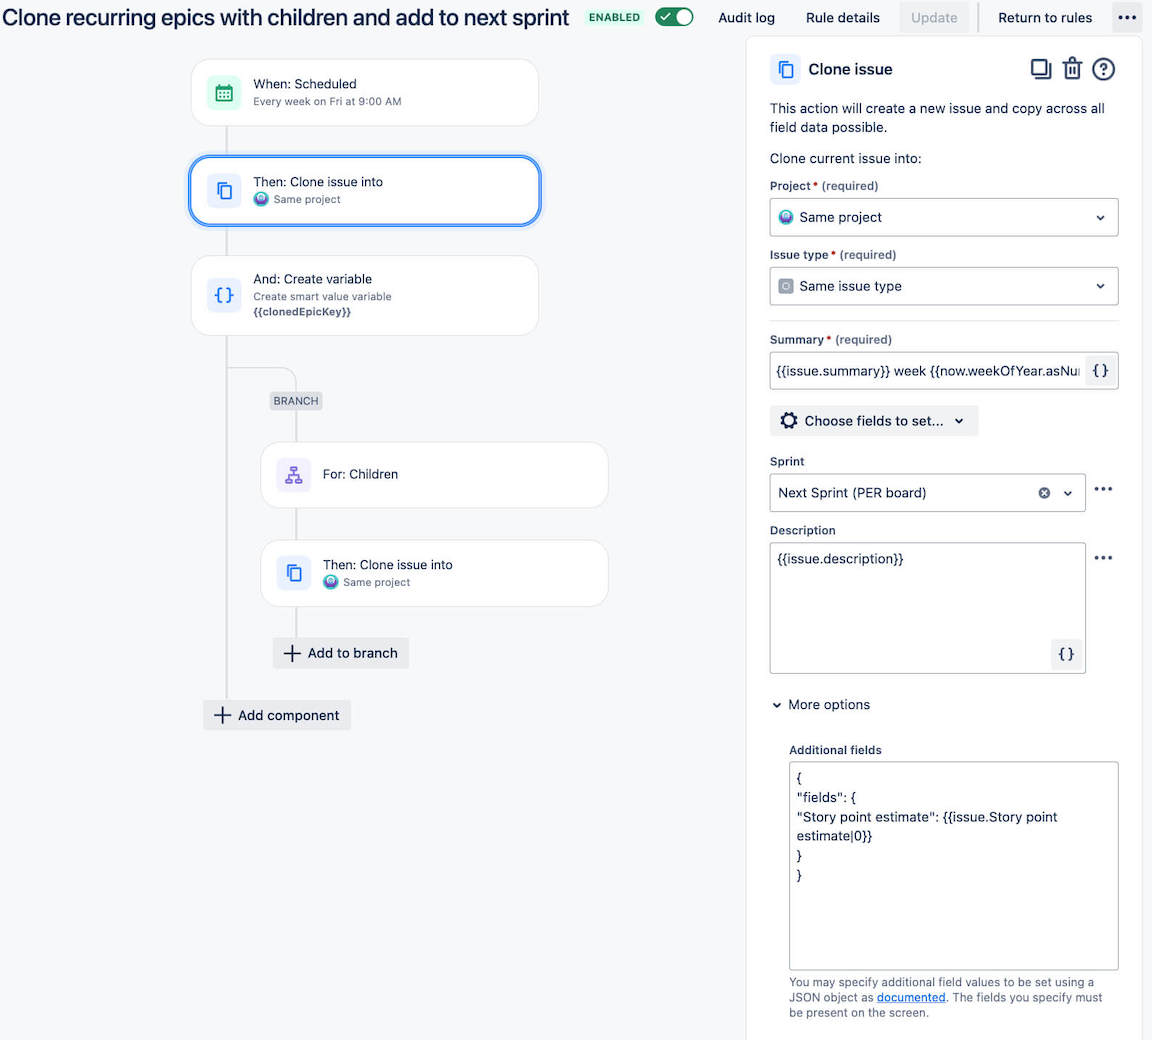 Clone recurring epics with children and add to next sprint
ENABLED
Audit log
Rule details
Update
Return to rules
When: Scheduled
Every week on Fri at 9:00 AM
Then: Clone issue into
Same project
And: Create variable
Create smart value variable
{{clonedEpicKey}}
BRANCH
For: Children
Then: Clone issue into
Same project
Add to branch
Add component
Clone issue
This action will create a new issue and copy across all
field data possible.
Clone current issue into:
Project* (required)
Same project
Issue type* (required)
Same issue type
Summary* (required)
{{issue.summary}} week {{now.weekOfYear.asNu
{}
Choose fields to set...
Sprint
Next Sprint (PER board)
Description
{{issue.description}}
{}
More options
Additional fields
{
"fields": {
"Story point estimate": {{issue.Story point
estimate|0}}
}
}
You may specify additional field values to be set using a
JSON object as documented. The fields you specify must
be present on the screen.